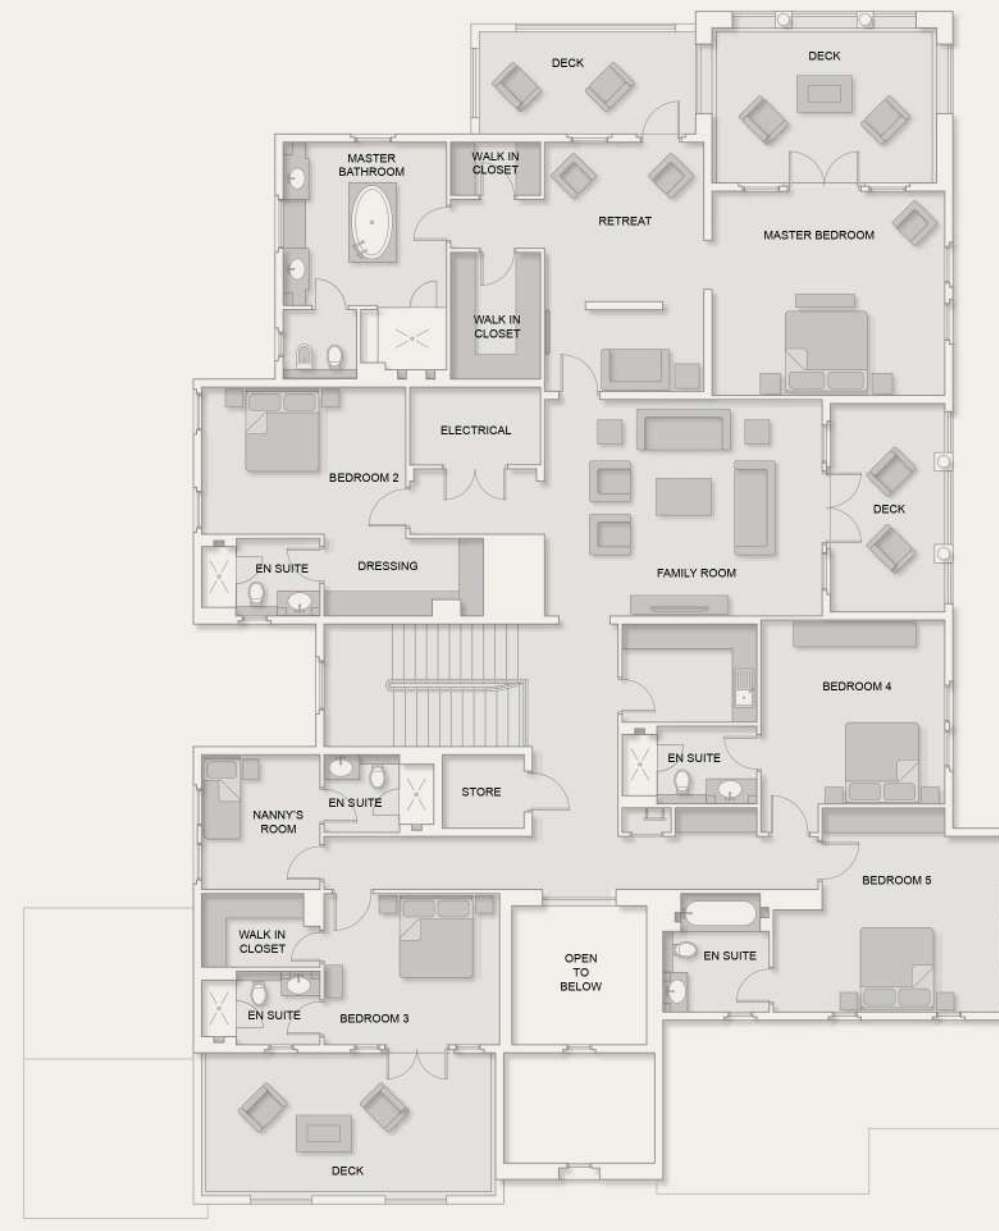 DECK
DECK
MASTER
BATHROOM
WALK IN
CLOSET
RETREAT
MASTER BEDROOM
WALK IN
CLOSET
ELECTRICAL
BEDROOM 2
DECK
EN SUITE
DRESSING
FAMILY ROOM
BEDROOM 4
EN SUITE
NANNY'S
ROOM
EN SUITE
STORE
BEDROOM 5
WALK IN
CLOSET
OPEN
TO
BELOW
EN SUITE
EN SUITE
BEDROOM 3
DECK